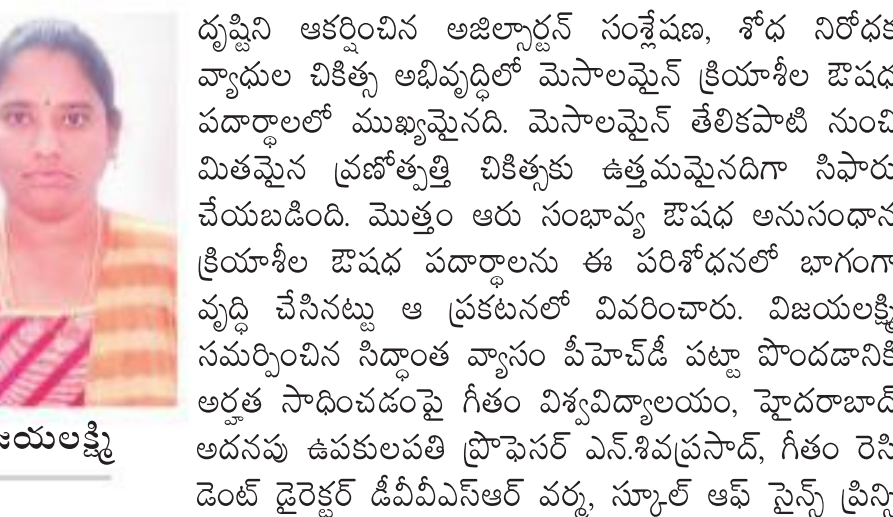 దృష్టిని ఆకర్షించిన అజిల్సార్టన్ సంశ్లేషణ, శోధ నిరోధక
వ్యాధుల చికిత్స అభివృద్ధిలో మెసాలమైన్ క్రియాశీల ఔషధ
పదార్థాలలో ముఖ్యమైనది. మెసాలమైన్ తేలికపాటి నుంచి
మితమైన వ్రణోత్పత్తి చికిత్సకు ఉత్తమమైనదిగా సిఫారు
చేయబడింది. మొత్తం ఆరు సంభావ్య ఔషధ అనుసంధాన
క్రియాశీల ఔషధ పదార్థాలను ఈ పరిశోధనలో భాగంగా
వృద్ధి చేసినట్టు ఆ ప్రకటనలో వివరించారు. విజయలక్ష్మి
సమర్పించిన సిద్ధాంత వ్యాసం పీహెచ్‌డీ పట్టా పొందడానికి
అర్హత సాధించడంపై గీతం విశ్వవిద్యాలయం, హైదరాబాద్
అదనపు ఉపకులపతి ప్రొఫెసర్ ఎన్.శివప్రసాద్, గీతం రెసి
డెంట్ డైరెక్టర్ డీవీవీఎస్ఆర్ వర్మ, స్కూల్ ఆఫ్ సైన్స్ ప్రిన్సి
జయలక్ష్మి